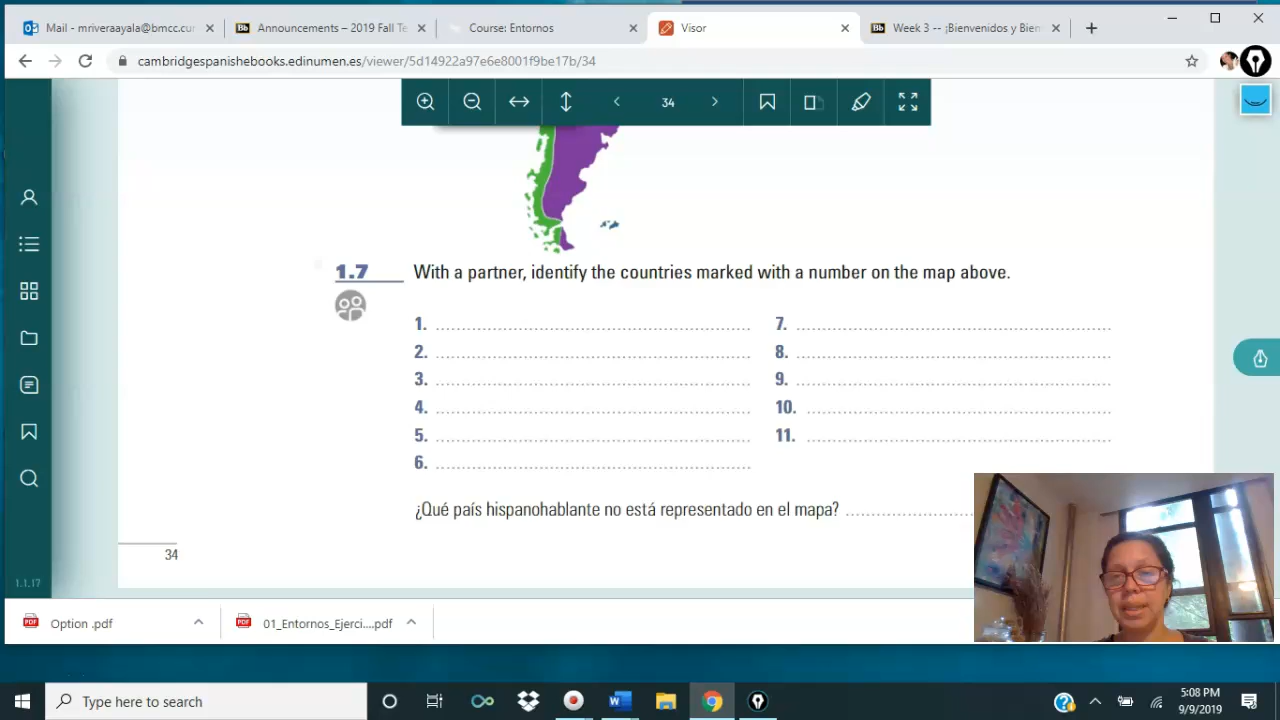 Mail - mriveraayala@bmcc.cur
Announcements – 2019 Fall Te
Course: Entornos
Visor
Week 3 -- ¡Bienvenidos y Bien
cambridgespanishebooks.edinumen.es/viewer/5d14922a97e6e8001f9be17b/34
34
1.7 With a partner, identify the countries marked with a number on the map above.
1. 7.
2. 8.
3. 9.
4. 10.
5. 11.
6.
¿Qué país hispanohablante no está representado en el mapa?
34
1.1.17
Option .pdf
01_Entornos_Ejerci....pdf
Type here to search
5:08 PM
9/9/2019